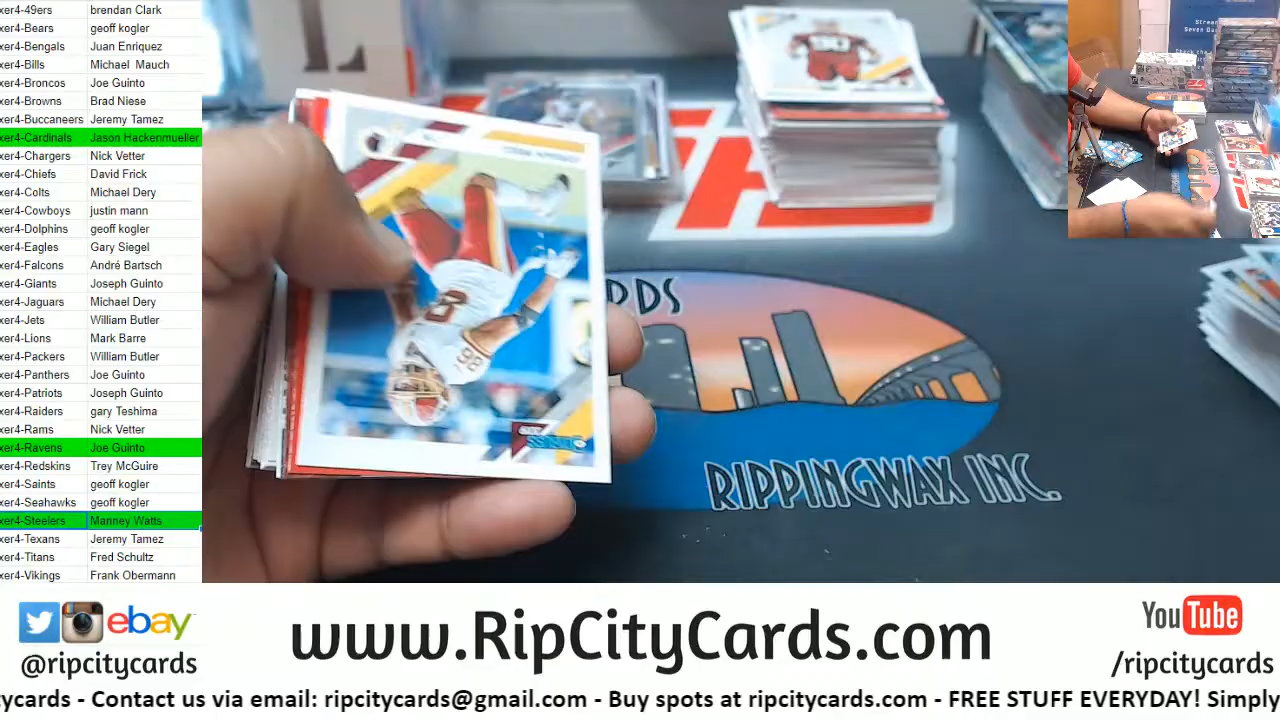 xer4-49ers brendan Clark
xer4-Bears geoff kogler
xer4-Bengals Juan Enriquez
xer4-Bills Michael Mauch
xer4-Broncos Joe Guinto
xer4-Browns Brad Niese
xer4-Buccaneers Jeremy Tamez
xer4-Cardinals Jason Hackenmueller
xer4-Chargers Nick Vetter
xer4-Chiefs David Frick
xer4-Colts Michael Dery
xer4-Cowboys justin mann
xer4-Dolphins geoff kogler
xer4-Eagles Gary Siegel
xer4-Falcons André Bartsch
xer4-Giants Joseph Guinto
xer4-Jaguars Michael Dery
xer4-Jets William Butler
xer4-Lions Mark Barre
xer4-Packers William Butler
xer4-Panthers Joe Guinto
xer4-Patriots Joseph Guinto
xer4-Raiders gary Teshima
xer4-Rams Nick Vetter
xer4-Ravens Joe Guinto
xer4-Redskins Trey McGuire
xer4-Saints geoff kogler
xer4-Seahawks geoff kogler
xer4-Steelers Manney Watts
xer4-Texans Jeremy Tamez
xer4-Titans Fred Schultz
xer4-Vikings Frank Obermann
RDS
RIPPINGWAX INC.
ebay
@ripcitycards
www.RipCityCards.com
YouTube
/ripcitycards
tycards - Contact us via email: ripcitycards@gmail.com - Buy spots at ripcitycards.com - FREE STUFF EVERYDAY! Simply